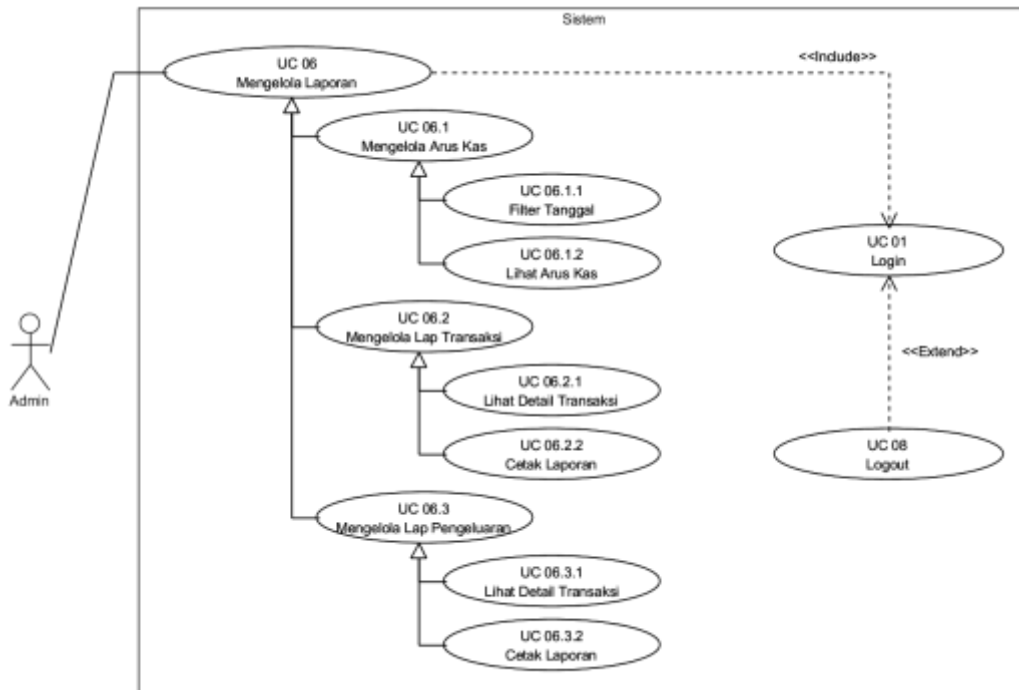 Sistem
UC 06
Mengelola Laporan
<<Include>>
UC 06.1
Mengelola Arus Kas
UC 06.1.1
Filter Tanggal
UC 06.1.2
Lihat Arus Kas
UC 01
Login
UC 06.2
Mengelola Lap Transaksi
<<Extend>>
Admin
UC 06.2.1
Lihat Detail Transaksi
UC 06.2.2
Cetak Laporan
UC 08
Logout
UC 06.3
Mengelola Lap Pengeluaran
UC 06.3.1
Lihat Detail Transaksi
UC 06.3.2
Cetak Laporan